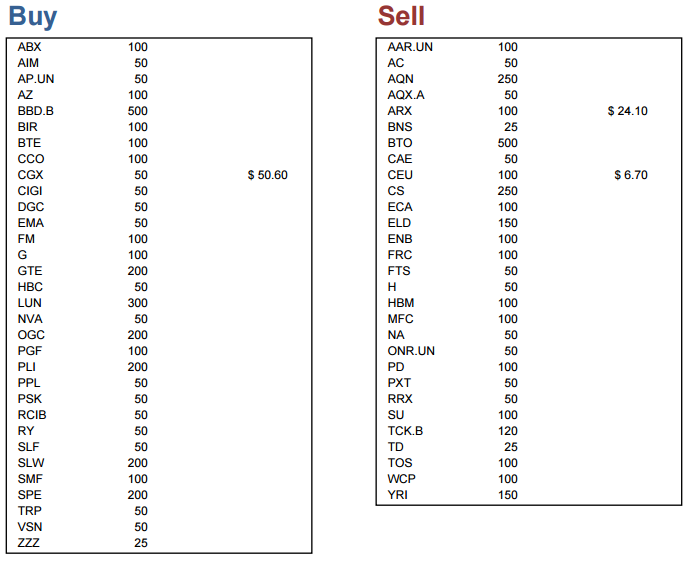 Buy
ABX 100
AIM 50
AP.UN 50
AZ 100
BBD.B 500
BIR 100
BTE 100
CCO 100
CGX 50 $ 50.60
CIGI 50
DGC 50
EMA 50
FM 100
G 100
GTE 200
HBC 50
LUN 300
NVA 50
OGC 200
PGF 100
PLI 200
PPL 50
PSK 50
RCIB 50
RY 50
SLF 50
SLW 200
SMF 100
SPE 200
TRP 50
VSN 50
ZZZ 25
Sell
AAR.UN 100
AC 50
AQN 250
AQX.A 50
ARX 100 $ 24.10
BNS 25
BTO 500
CAE 50
CEU 100 $ 6.70
CS 250
ECA 100
ELD 150
ENB 100
FRC 100
FTS 50
H 50
HBM 100
MFC 100
NA 50
ONR.UN 50
PD 100
PXT 50
RRX 50
SU 100
TCK.B 120
TD 25
TOS 100
WCP 100
YRI 150